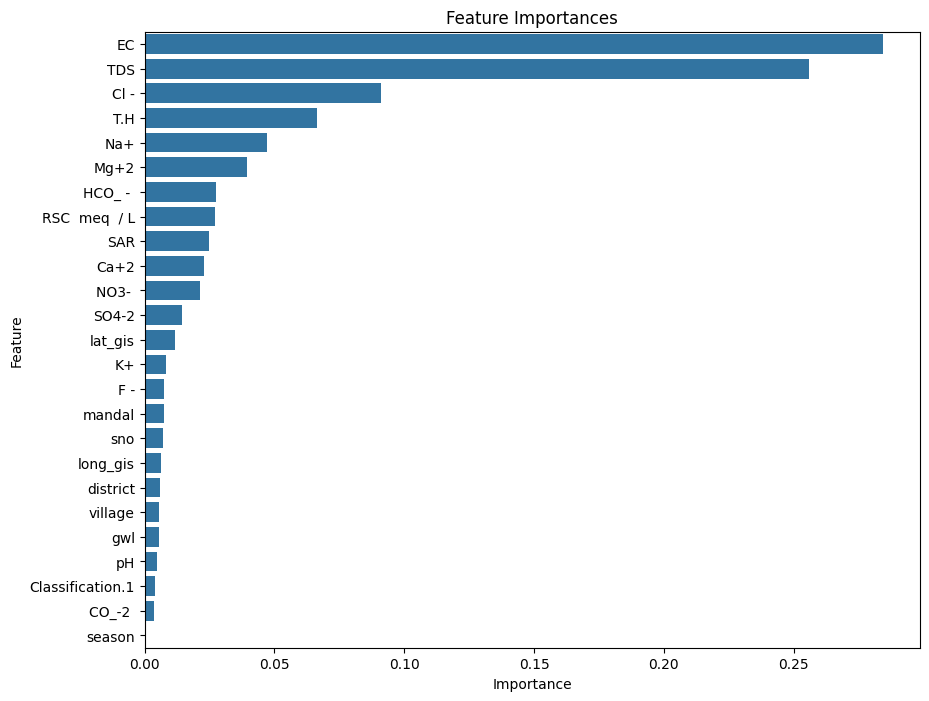 Feature Importances
EC
TDS
Cl -
T.H
Na+
Mg+2
HCO_ -
RSC  meq  / L
SAR
Ca+2
NO3-
SO4-2
lat_gis
K+
F -
mandal
sno
long_gis
district
village
gwl
pH
Classification.1
CO_-2
season
Feature
0.00 0.05 0.10 0.15 0.20 0.25
Importance